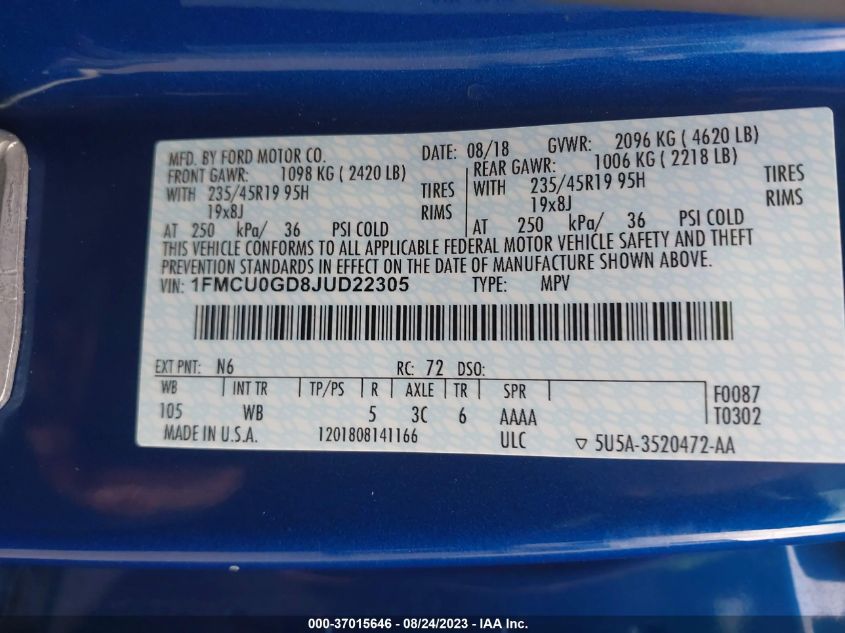 MFD. BY FORD MOTOR CO. DATE: 08/18 GVWR: 2096 KG ( 4620 LB)
FRONT GAWR: 1098 KG ( 2420 LB) REAR GAWR: 1006 KG ( 2218 LB)
WITH 235/45R19 95H TIRES WITH 235/45R19 95H TIRES
19x8J RIMS 19x8J RIMS
AT 250 kPa/ 36 PSI COLD AT 250 kPa/ 36 PSI COLD
THIS VEHICLE CONFORMS TO ALL APPLICABLE FEDERAL MOTOR VEHICLE SAFETY AND THEFT
PREVENTION STANDARDS IN EFFECT ON THE DATE OF MANUFACTURE SHOWN ABOVE.
VIN: 1FMCU0GD8JUD22305 TYPE: MPV
EXT PNT: N6 RC: 72 DSO:
WB INT TR TP/PS R AXLE TR SPR F0087
105 WB 5 3C 6 AAAA T0302
MADE IN U.S.A. 1201808141166 ULC ▽ 5U5A-3520472-AA
000-37015646 - 08/24/2023 - IAA Inc.